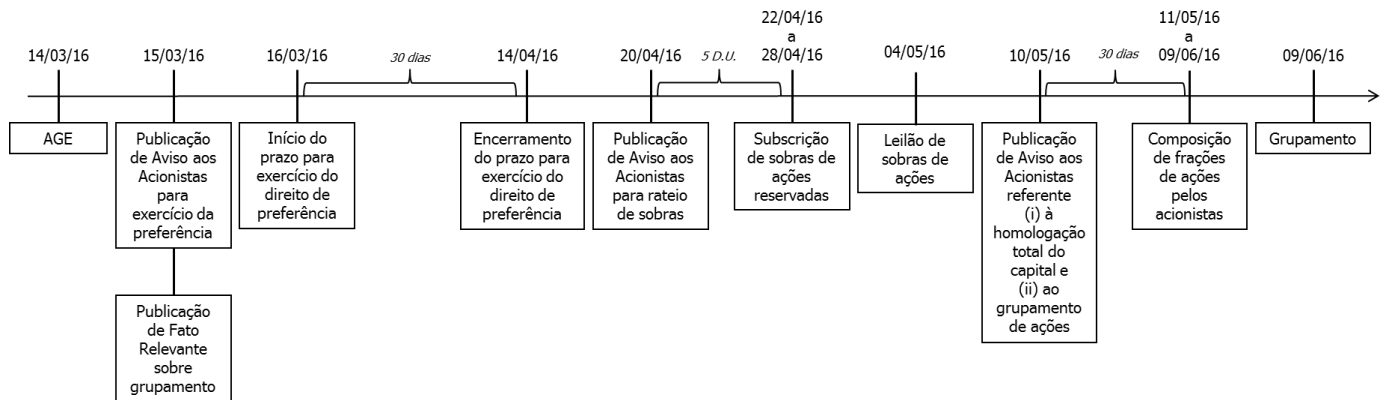 22/04/16
a
28/04/16
11/05/16
a
09/06/16
14/03/16
15/03/16
16/03/16
30 dias
14/04/16
20/04/16
5 D.U.
04/05/16
10/05/16
30 dias
09/06/16
AGE
Publicação
de Aviso aos
Acionistas
para
exercício da
preferência
Início do
prazo para
exercício do
direito de
preferência
Encerramento
do prazo para
exercício do
direito de
preferência
Publicação
de Aviso aos
Acionistas
para rateio
de sobras
Subscrição
de sobras de
ações
reservadas
Leilão de
sobras de
ações
Publicação
de Aviso aos
Acionistas
referente
(i) à
homologação
total do
capital e
(ii) ao
grupamento
de ações
Composição
de frações
de ações
pelos
acionistas
Grupamento
Publicação
de Fato
Relevante
sobre
grupamento